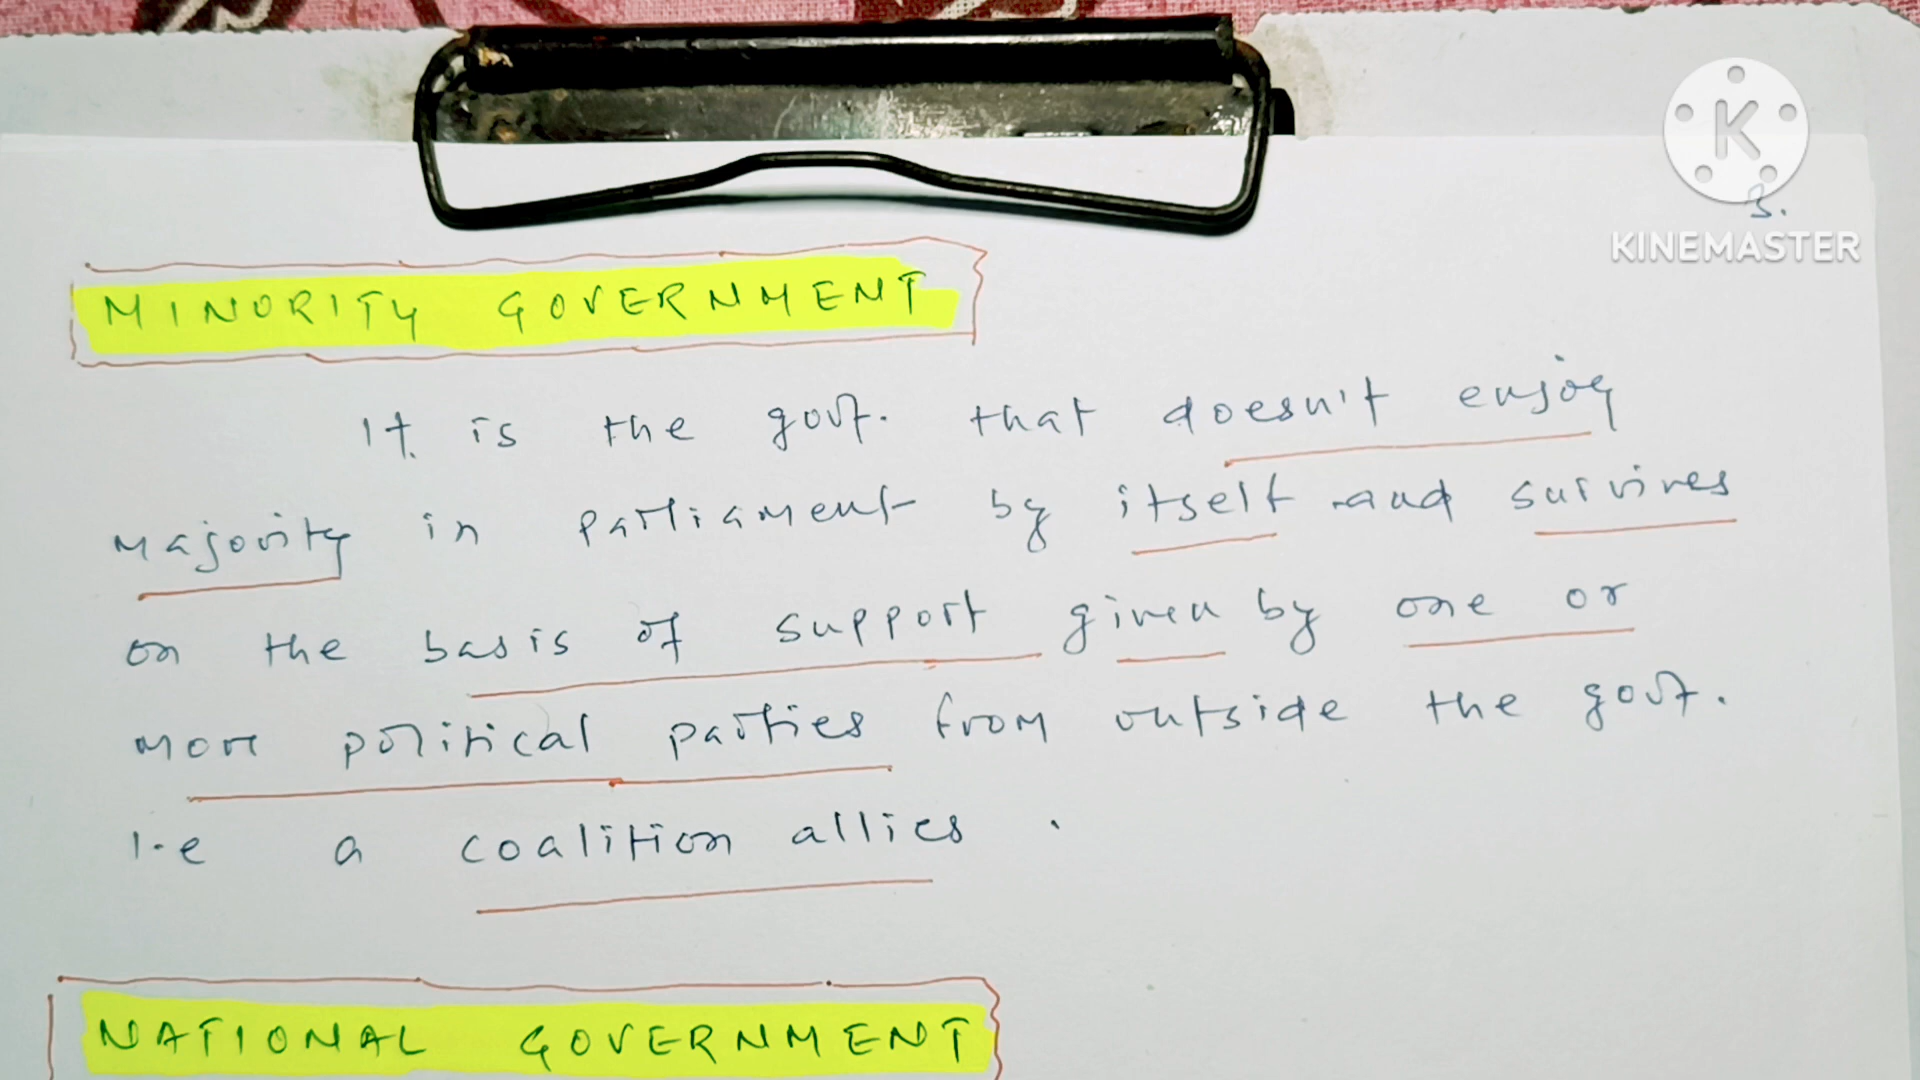 3.
KINEMASTER
MINORITY GOVERNMENT
It is the govt. that doesn't enjoy
majority in parliament by itself and survives
on the basis of support given by one or
more political parties from outside the govt.
i.e a coalition allies.
NATIONAL GOVERNMENT